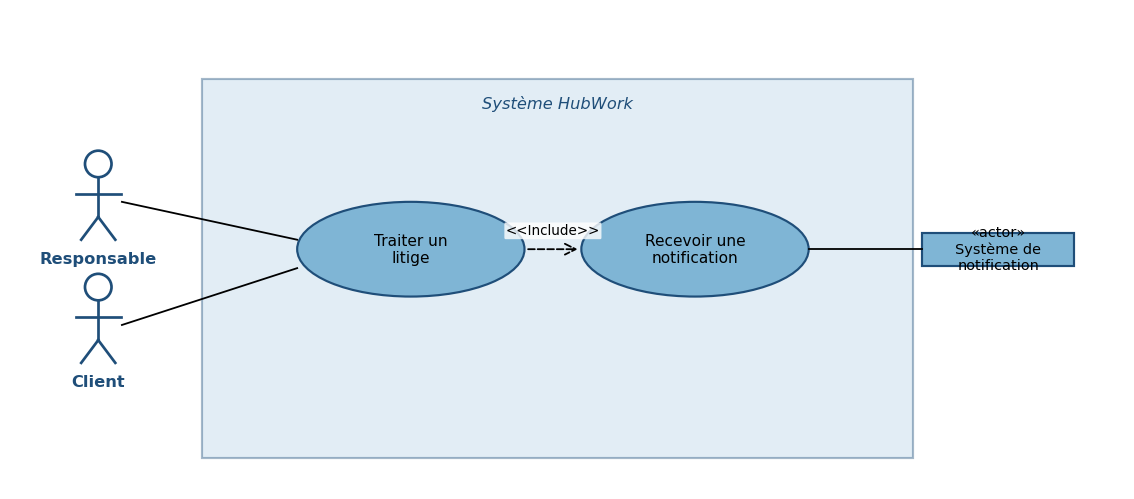 Système HubWork
Responsable
Client
Traiter un
litige
<<Include>>
Recevoir une
notification
«actor»
Système de
notification